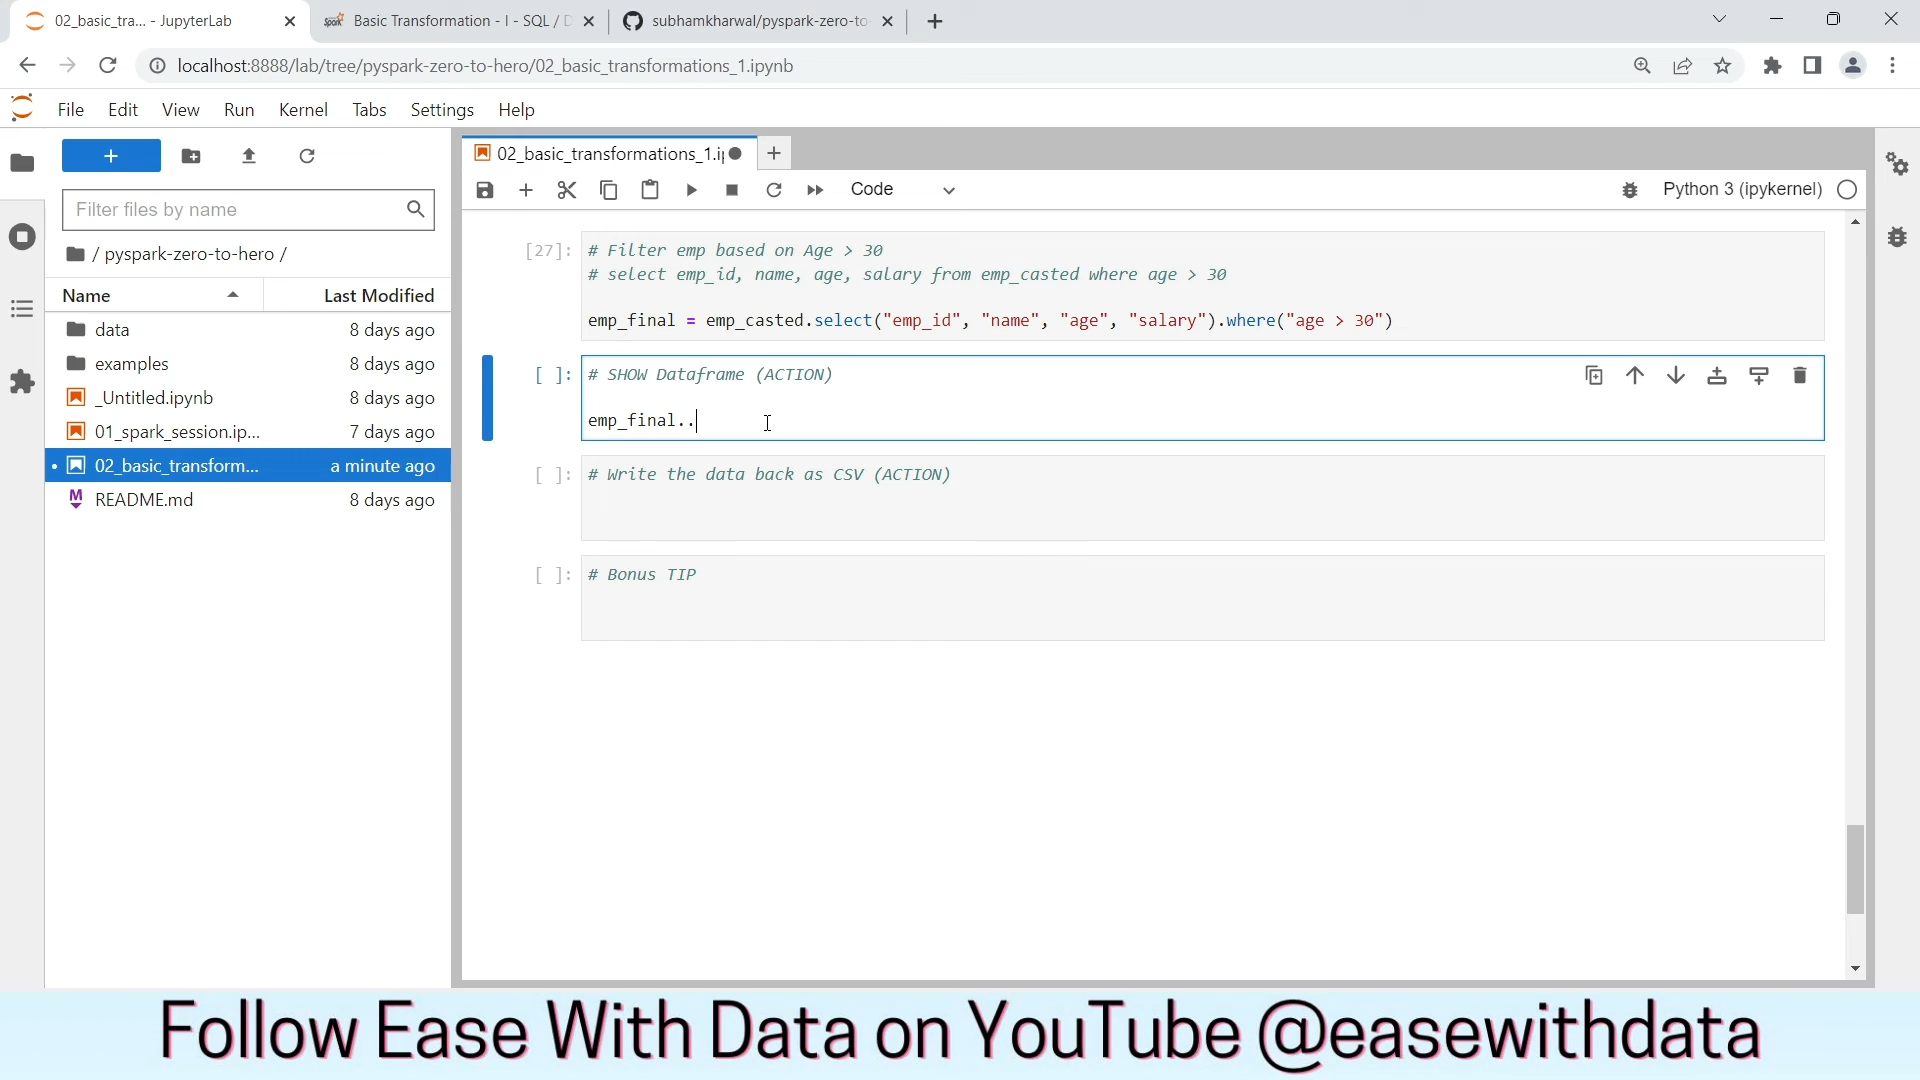 02_basic_tra... - JupyterLab
Basic Transformation - I - SQL / D
subhamkharwal/pyspark-zero-to-
localhost:8888/lab/tree/pyspark-zero-to-hero/02_basic_transformations_1.ipynb
File Edit View Run Kernel Tabs Settings Help
02_basic_transformations_1.ip
Filter files by name
Code
Python 3 (ipykernel)
/ pyspark-zero-to-hero /
Name Last Modified
data 8 days ago
examples 8 days ago
_Untitled.ipynb 8 days ago
01_spark_session.ip... 7 days ago
02_basic_transform... a minute ago
README.md 8 days ago
[27]: # Filter emp based on Age > 30
# select emp_id, name, age, salary from emp_casted where age > 30
emp_final = emp_casted.select("emp_id", "name", "age", "salary").where("age > 30")
[ ]: # SHOW Dataframe (ACTION)
emp_final..
[ ]: # Write the data back as CSV (ACTION)
[ ]: # Bonus TIP
Follow Ease With Data on YouTube @easewithdata